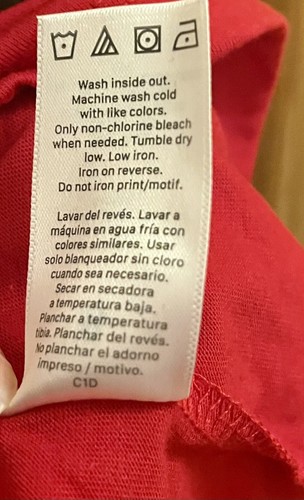 Wash inside out.
Machine wash cold
with like colors.
Only non-chlorine bleach
when needed. Tumble dry
low. Low iron.
Iron on reverse.
Do not iron print/motif.
Lavar del revés. Lavar a
máquina en agua fría con
colores similares. Usar
solo blanqueador sin cloro
cuando sea necesario.
Secar en secadora
a temperatura baja.
Planchar a temperatura
tibia. Planchar del revés.
No planchar el adorno
impreso / motivo.
C1D